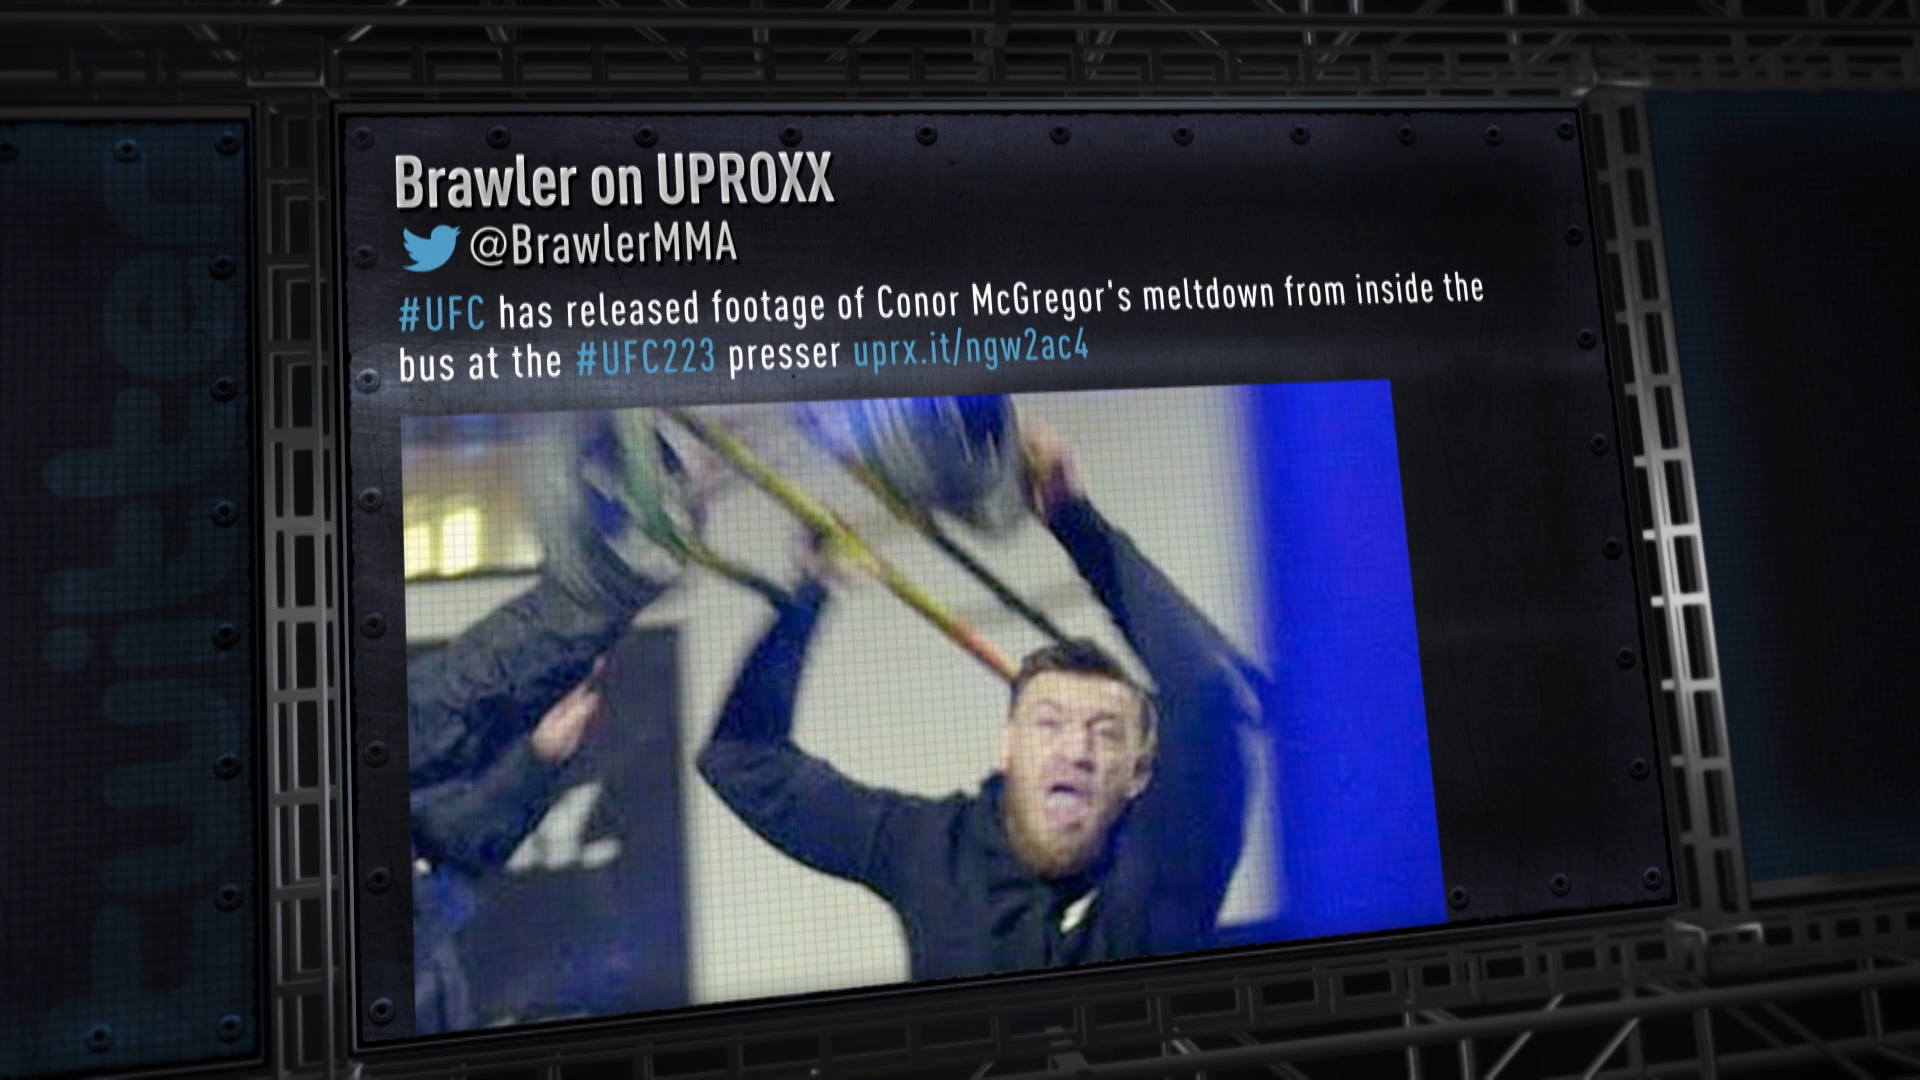 Brawler on UPROXX
@BrawlerMMA
#UFC has released footage of Conor McGregor's meltdown from inside the
bus at the #UFC223 presser uprx.it/ngw2ac4
twitter